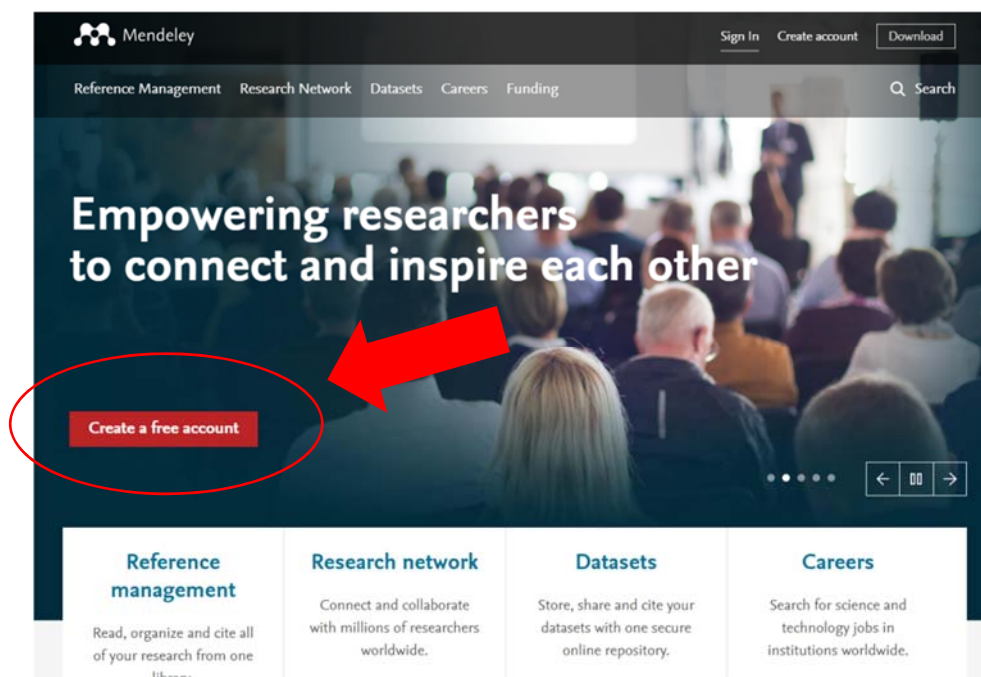 Mendeley
Sign In Create account Download
Reference Management Research Network Datasets Careers Funding
Search
Empowering researchers
to connect and inspire each other
Create a free account
Reference
management
Read, organize and cite all
of your research from one
library
Research network
Connect and collaborate
with millions of researchers
worldwide.
Datasets
Store, share and cite your
datasets with one secure
online repository.
Careers
Search for science and
technology jobs in
institutions worldwide.